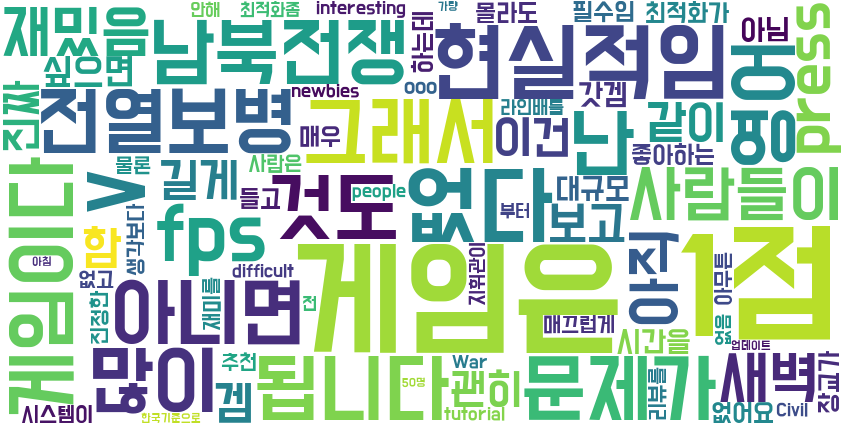 안해 최적화좀 interesting 가량 몰라도 필수임 최적화가
재밌음 남북전쟁 하는데 현실적임 아님 press
싶으면 newbies ooo 갓겜 영어
진짜 전열보병 매우 그래서 라인배틀 이건 난 같이
물론 길게 사람은 좋아하는
게임이다 V 들고 것도 people 없다 대규모 사람들이
함 생각보다 fps 부터 보고 아직
아침 없고 difficult 게임은 지휘관이 1점 아무튼
진정한 아니면 재미를 전 매끄럽게 없음
많이 추천 됩니다 War 시간을 업데이트
겜 50명 괜히 문제가 리뷰를 새벽
시스템이 한국기준으로 tutorial 없어요 Civil 장교가